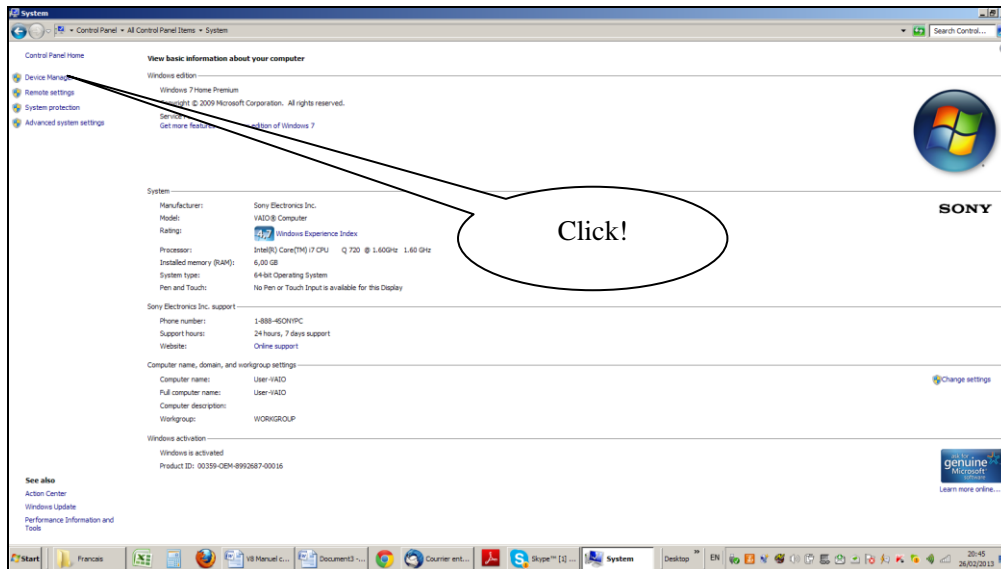 System
Control Panel All Control Panel Items System
Search Control...
Control Panel Home
Device Manager
Remote settings
System protection
Advanced system settings
View basic information about your computer
Windows edition
Windows 7 Home Premium
Copyright © 2009 Microsoft Corporation. All rights reserved.
Service
Get more features edition of Windows 7
System
Manufacturer: Sony Electronics Inc.
Model: VAIO® Computer
Rating: 4,7 Windows Experience Index
Processor: Intel(R) Core(TM) i7 CPU Q 720 @ 1.60GHz 1.60 GHz
Installed memory (RAM): 6,00 GB
System type: 64-bit Operating System
Pen and Touch: No Pen or Touch Input is available for this Display
SONY
Click!
Sony Electronics Inc. support
Phone number: 1-888-4SONYPC
Support hours: 24 hours, 7 days support
Website: Online support
Computer name, domain, and workgroup settings
Computer name: User-VAIO
Change settings
Full computer name: User-VAIO
Computer description:
Workgroup: WORKGROUP
Windows activation
Windows is activated
Product ID: 00359-OEM-8992687-00016
ask for
genuine
Microsoft
software
Learn more online...
See also
Action Center
Windows Update
Performance Information and
Tools
Start Francais V8 Manuel c... Document3 -... Courrier ent... Skype™ [1] ... System Desktop » EN 20:45
26/02/2013